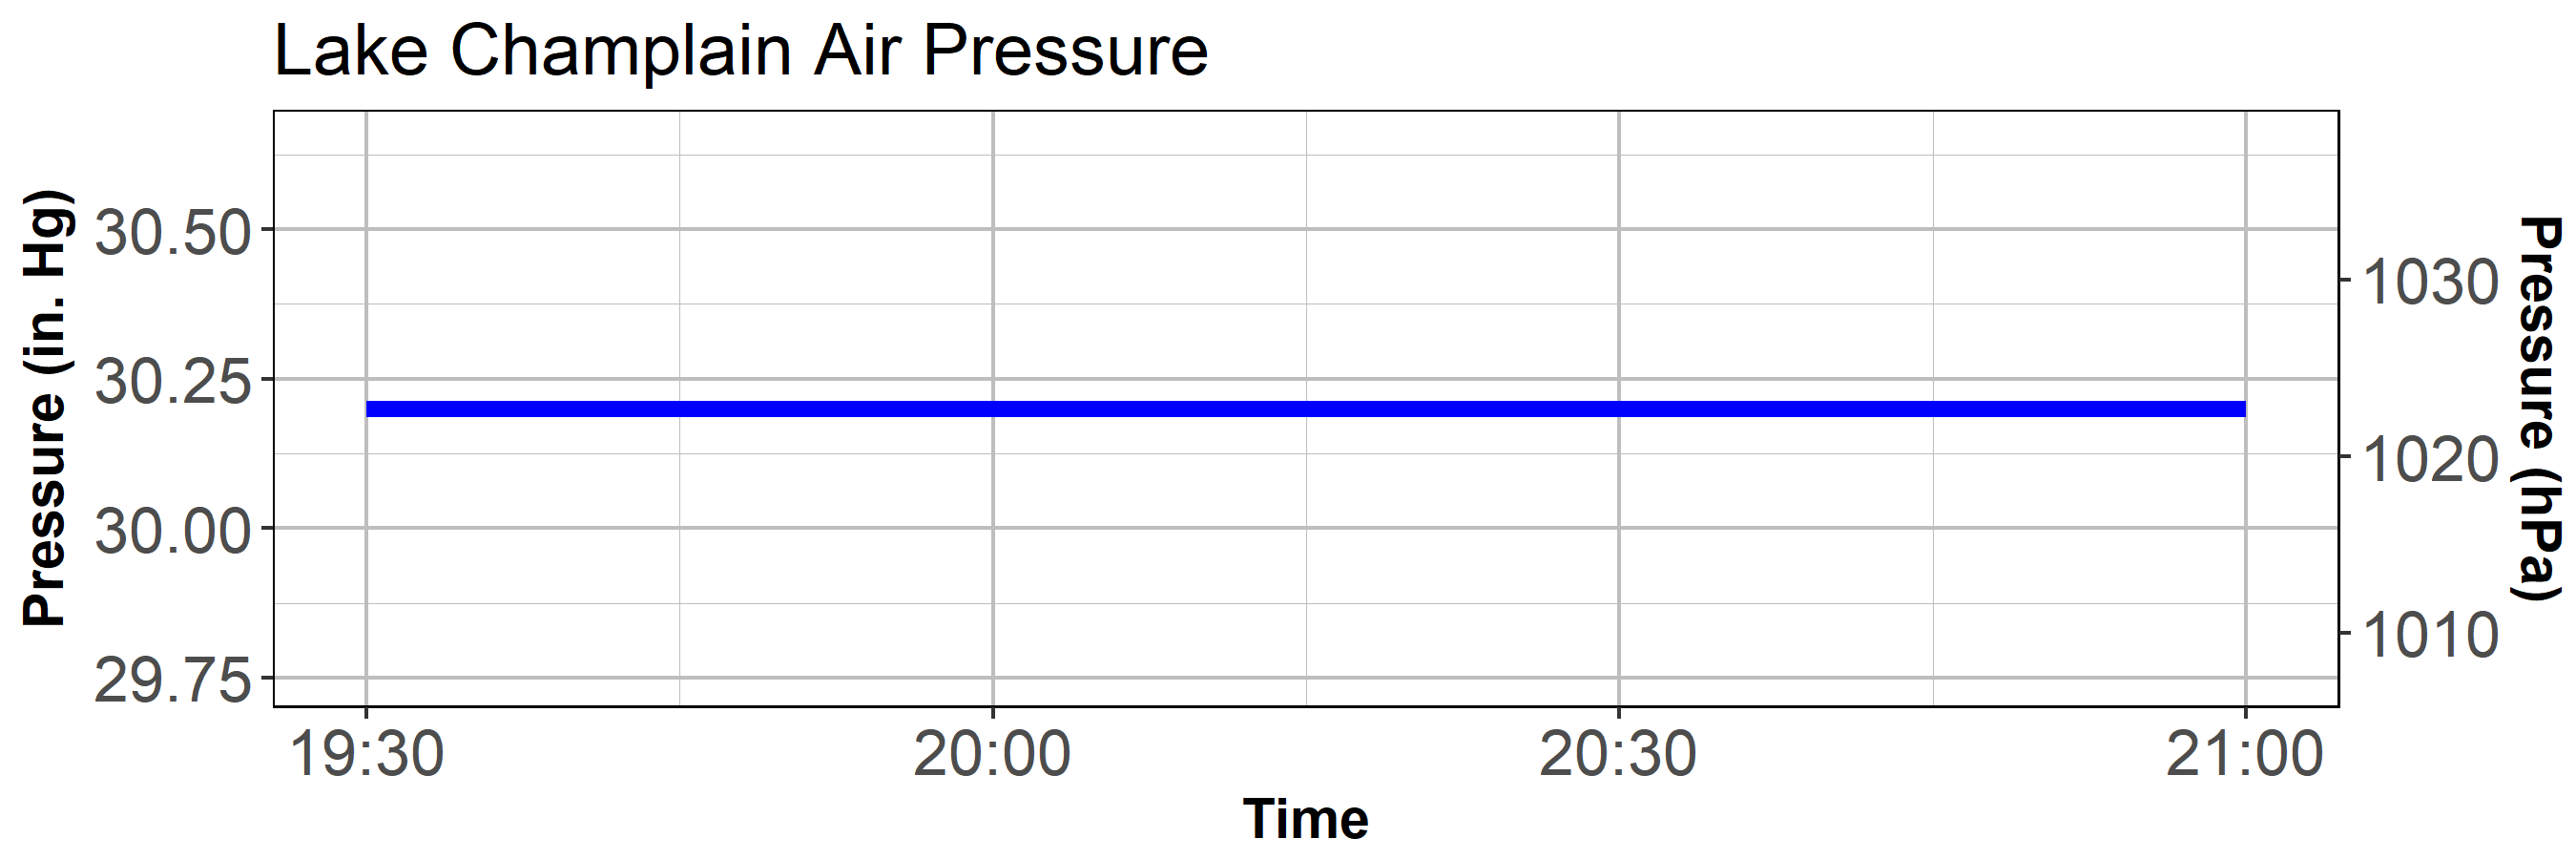 Lake Champlain Air Pressure
Pressure (in. Hg)
30.50
30.25
30.00
29.75
1030
1020
1010
Pressure (hPa)
19:30 20:00 20:30 21:00
Time